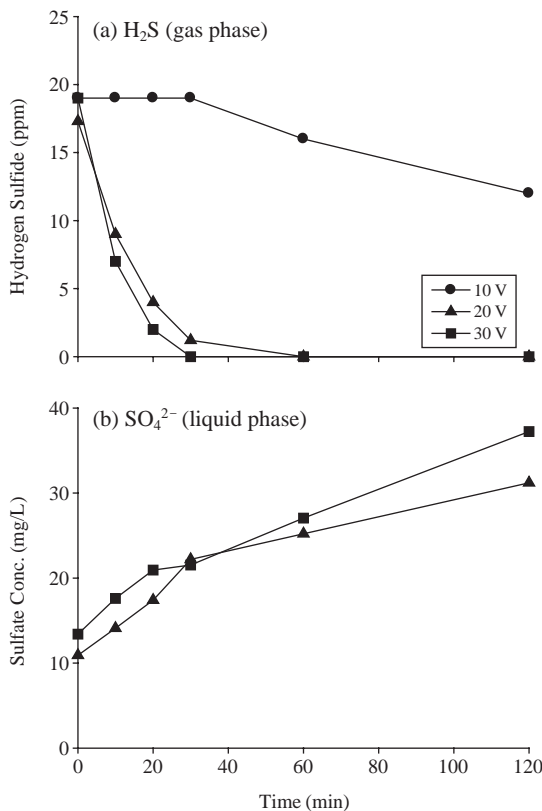 (a) H₂S (gas phase)
Hydrogen Sulfide (ppm)
25
20
15
10
5
0
10 V
20 V
30 V
(b) SO₄²⁻ (liquid phase)
Sulfate Conc. (mg/L)
40
30
20
10
0
0 20 40 60 80 100 120
Time (min)